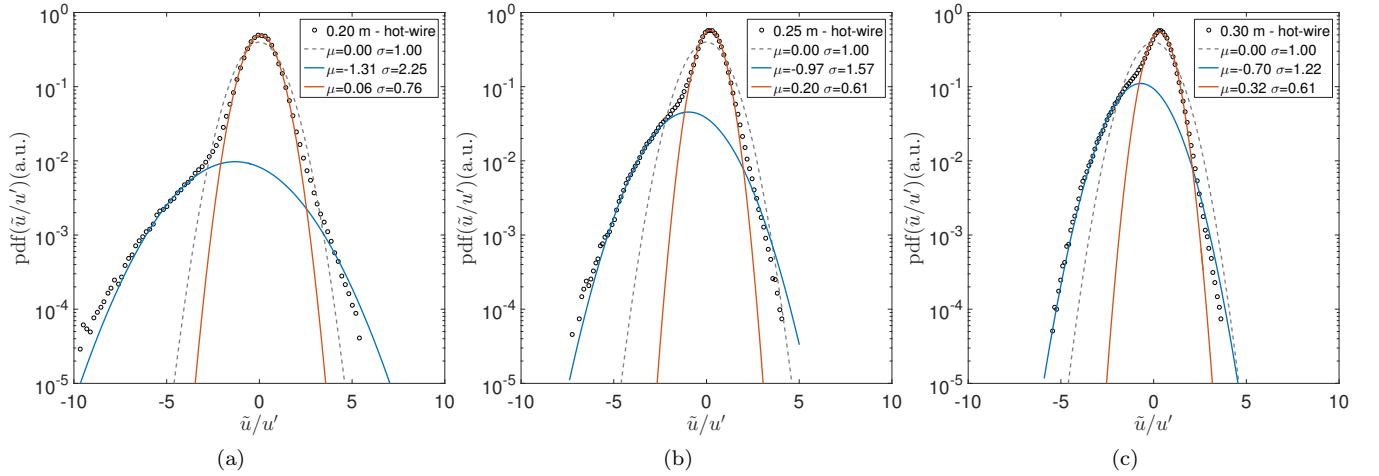 10^0
10^-1
10^-2
10^-3
10^-4
10^-5
pdf(ũ/u′)(a.u.)
0.20 m - hot-wire
μ=0.00 σ=1.00
μ=-1.31 σ=2.25
μ=0.06 σ=0.76
-10 -5 0 5 10
ũ/u′
(a)
10^0
10^-1
10^-2
10^-3
10^-4
10^-5
pdf(ũ/u′)(a.u.)
0.25 m - hot-wire
μ=0.00 σ=1.00
μ=-0.97 σ=1.57
μ=0.20 σ=0.61
-10 -5 0 5 10
ũ/u′
(b)
10^0
10^-1
10^-2
10^-3
10^-4
10^-5
pdf(ũ/u′)(a.u.)
0.30 m - hot-wire
μ=0.00 σ=1.00
μ=-0.70 σ=1.22
μ=0.32 σ=0.61
-10 -5 0 5 10
ũ/u′
(c)